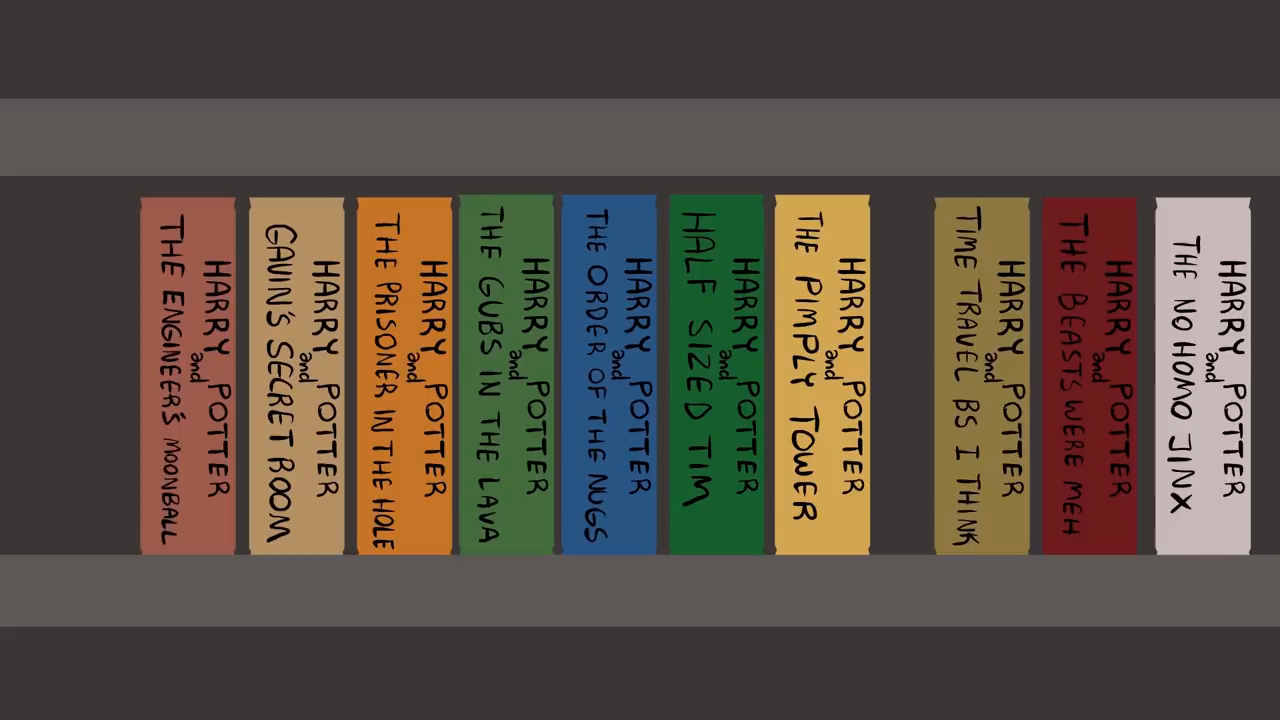 HARRY and POTTER
THE ENGINEER'S MOONBALL
HARRY and POTTER
GAVIN'S SECRET ROOM
HARRY and POTTER
THE PRISONER IN THE HOLE
HARRY and POTTER
THE GUBS IN THE LAVA
HARRY and POTTER
THE ORDER OF THE NUGS
HARRY and POTTER
HALF SIZED TIM
HARRY and POTTER
THE PIMPLY TOWER
HARRY and POTTER
TIME TRAVEL BS I THINK
HARRY and POTTER
THE BEASTS WERE MEH
HARRY and POTTER
THE NO HOMO JINX